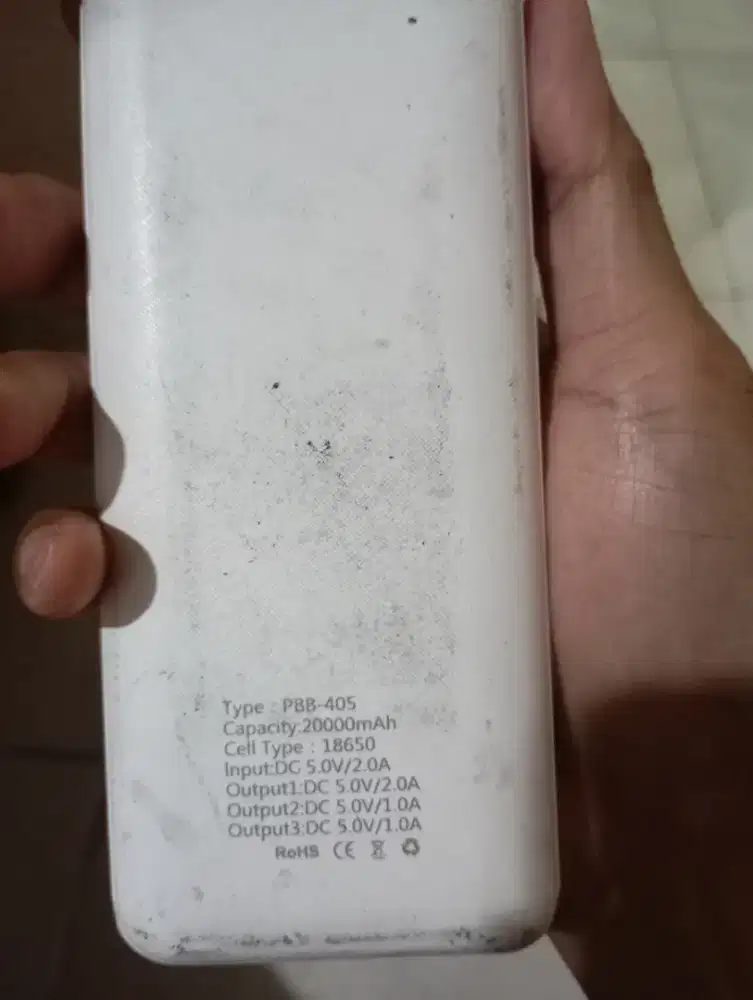 Type : PBB-405
Capacity:20000mAh
Cell Type : 18650
Input:DC 5.0V/2.0A
Output1:DC 5.0V/2.0A
Output2:DC 5.0V/1.0A
Output3:DC 5.0V/1.0A
RoHS CE